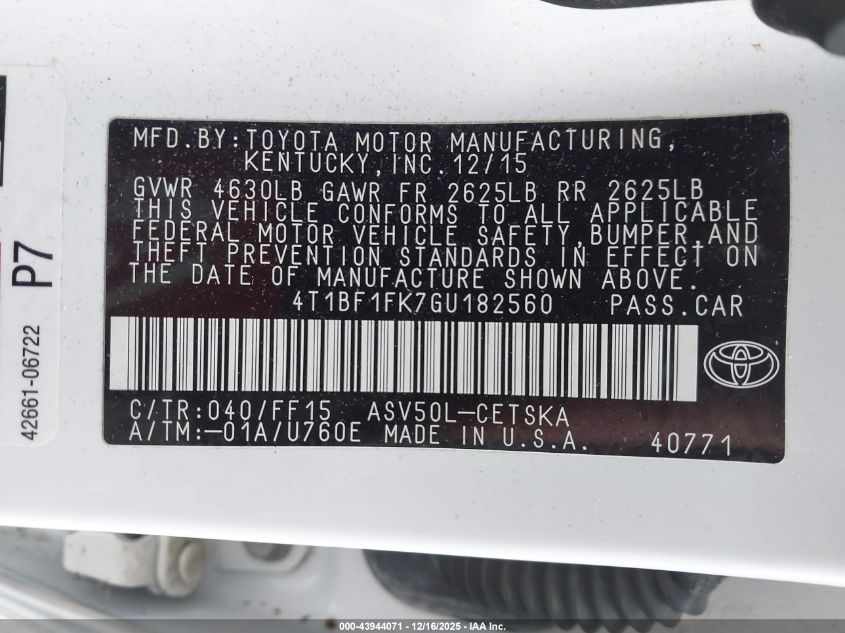 MFD.BY:TOYOTA MOTOR MANUFACTURING,
KENTUCKY,INC.12/15
GVWR 4630LB GAWR FR 2625LB RR 2625LB
THIS VEHICLE CONFORMS TO ALL APPLICABLE
FEDERAL MOTOR VEHICLE SAFETY,BUMPER,AND
THEFT PREVENTION STANDARDS IN EFFECT ON
THE DATE OF MANUFACTURE SHOWN ABOVE.
4T1BF1FK7GU182560 PASS.CAR
C/TR:040/FF15 ASV50L-CETSKA
A/TM:-01A/U760E MADE IN U.S.A. 40771
P7
42661-06722
000-43944071 - 12/16/2025 - IAA Inc.